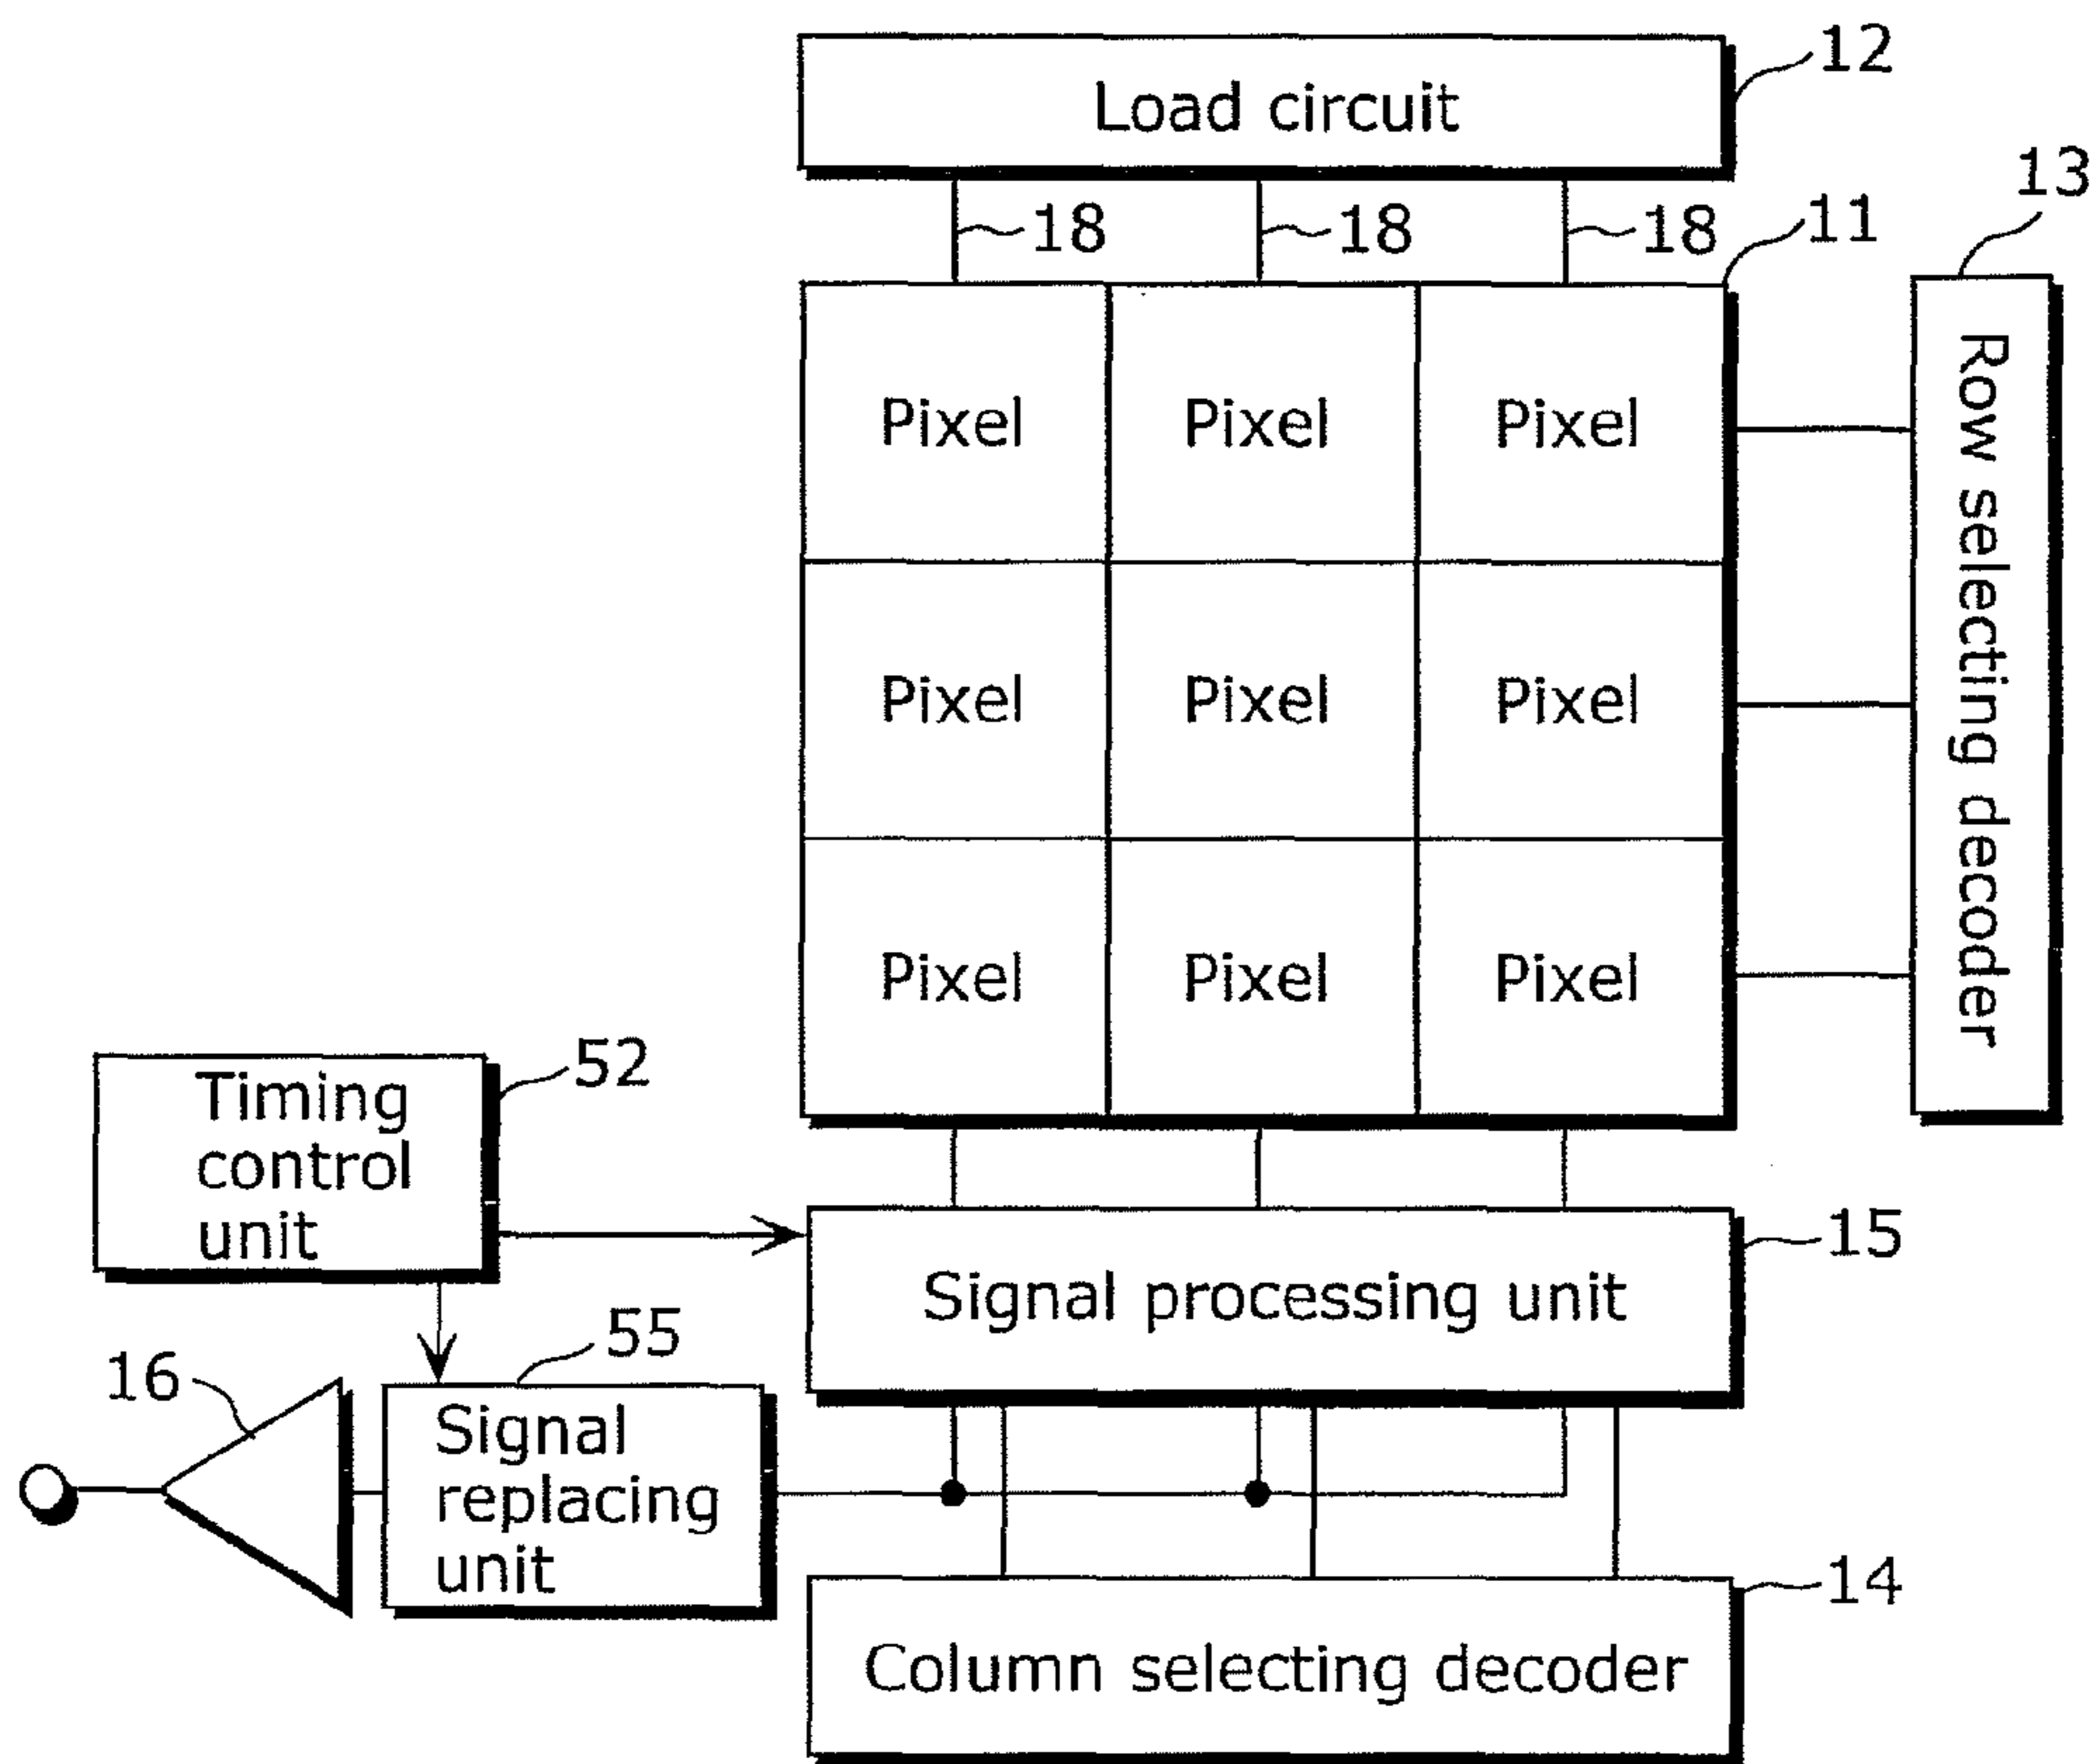 12
Load circuit
13
18 18 18 11
Pixel Pixel Pixel
Row selecting decoder
Pixel Pixel Pixel
Pixel Pixel Pixel
52
Timing
control
unit
15
Signal processing unit
55
16
Signal
replacing
unit
14
Column selecting decoder